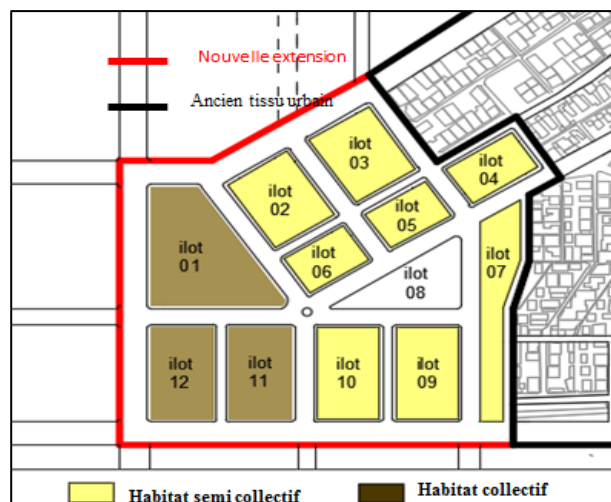 Nouvelle extension
Ancien tissu urbain
ilot
03
ilot
04
ilot
02
ilot
05
ilot
01
ilot
06
ilot
07
ilot
08
ilot
12
ilot
11
ilot
10
ilot
09
Habitat semi collectif
Habitat collectif